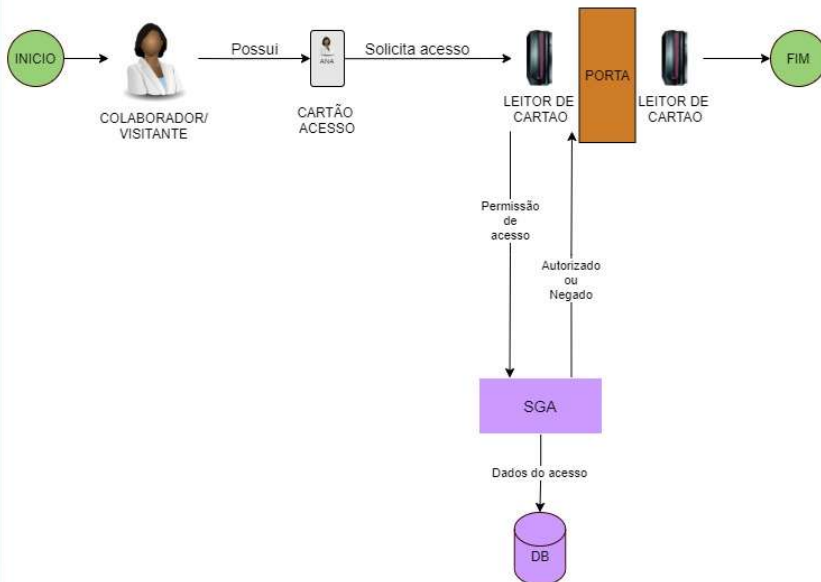 INICIO
Possui
ANA
Solicita acesso
PORTA
FIM
COLABORADOR/
VISITANTE
CARTÃO
ACESSO
LEITOR DE
CARTAO
LEITOR DE
CARTAO
Permissão
de
acesso
Autorizado
ou
Negado
SGA
Dados do acesso
DB